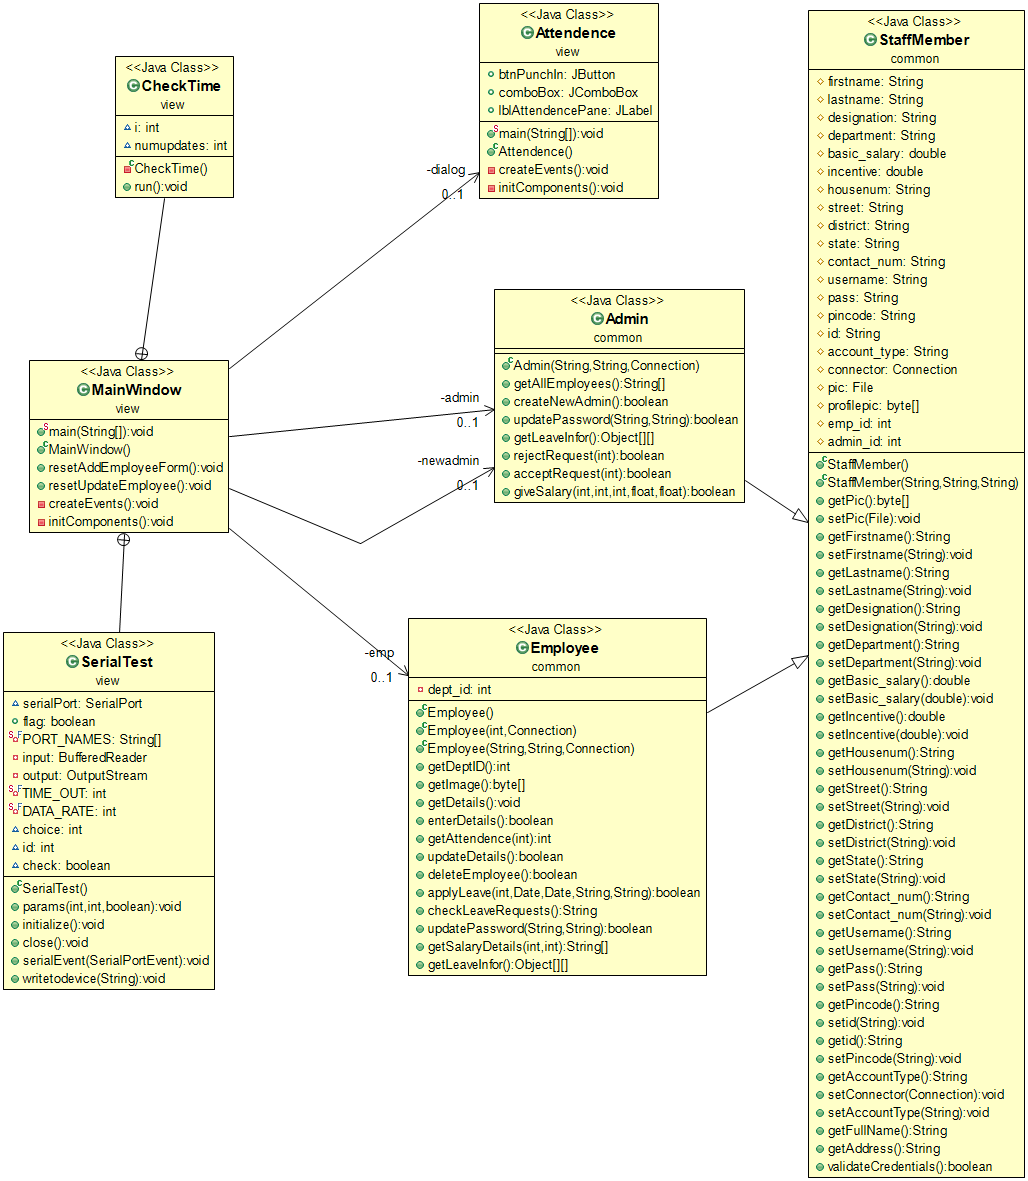 <<Java Class>>
CheckTime
view
i: int
numupdates: int
CheckTime()
run():void
<<Java Class>>
Attendence
view
btnPunchIn: JButton
comboBox: JComboBox
lblAttendencePane: JLabel
main(String[]):void
Attendence()
createEvents():void
initComponents():void
-dialog
0..1
<<Java Class>>
MainWindow
view
main(String[]):void
MainWindow()
resetAddEmployeeForm():void
resetUpdateEmployee():void
createEvents():void
initComponents():void
-admin
0..1
-newadmin
0..1
<<Java Class>>
Admin
common
Admin(String,String,Connection)
getAllEmployees():String[]
createNewAdmin():boolean
updatePassword(String,String):boolean
getLeaveInfor():Object[][]
rejectRequest(int):boolean
acceptRequest(int):boolean
giveSalary(int,int,int,float,float):boolean
<<Java Class>>
SerialTest
view
serialPort: SerialPort
flag: boolean
PORT_NAMES: String[]
input: BufferedReader
output: OutputStream
TIME_OUT: int
DATA_RATE: int
choice: int
id: int
check: boolean
SerialTest()
params(int,int,boolean):void
initialize():void
close():void
serialEvent(SerialPortEvent):void
writetodevice(String):void
-emp
0..1
<<Java Class>>
Employee
common
dept_id: int
Employee()
Employee(int,Connection)
Employee(String,String,Connection)
getDeptID():int
getImage():byte[]
getDetails():void
enterDetails():boolean
getAttendence(int):int
updateDetails():boolean
deleteEmployee():boolean
applyLeave(int,Date,Date,String,String):boolean
checkLeaveRequests():String
updatePassword(String,String):boolean
getSalaryDetails(int,int):String[]
getLeaveInfor():Object[][]
<<Java Class>>
StaffMember
common
firstname: String
lastname: String
designation: String
department: String
basic_salary: double
incentive: double
housenum: String
street: String
district: String
state: String
contact_num: String
username: String
pass: String
pincode: String
id: String
account_type: String
connector: Connection
pic: File
profilepic: byte[]
emp_id: int
admin_id: int
StaffMember()
StaffMember(String,String,String)
getPic():byte[]
setPic(File):void
getFirstname():String
setFirstname(String):void
getLastname():String
setLastname(String):void
getDesignation():String
setDesignation(String):void
getDepartment():String
setDepartment(String):void
getBasic_salary():double
setBasic_salary(double):void
getIncentive():double
setIncentive(double):void
getHousenum():String
setHousenum(String):void
getStreet():String
setStreet(String):void
getDistrict():String
setDistrict(String):void
getState():String
setState(String):void
getContact_num():String
setContact_num(String):void
getUsername():String
setUsername(String):void
getPass():String
setPass(String):void
getPincode():String
setid(String):void
getid():String
setPincode(String):void
getAccountType():String
setConnector(Connection):void
setAccountType(String):void
getFullName():String
getAddress():String
validateCredentials():boolean